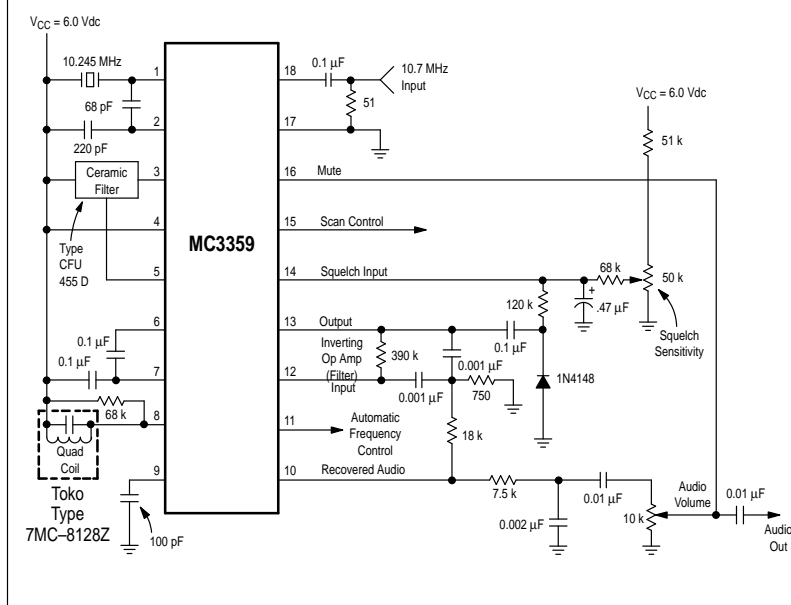 VCC = 6.0 Vdc
10.245 MHz
68 pF
220 pF
Ceramic
Filter
Type
CFU
455 D
0.1 µF
0.1 µF
68 k
Quad
Coil
Toko
Type
7MC–8128Z
100 pF
1
2
3
4
5
6
7
8
9
MC3359
18
17
16
15
14
13
12
11
10
0.1 µF
10.7 MHz
Input
51
VCC = 6.0 Vdc
51 k
Mute
Scan Control
Squelch Input
68 k
50 k
120 k
+
.47 µF
Squelch
Sensitivity
Output
Inverting
Op Amp
(Filter)
Input
390 k
0.1 µF
0.001 µF
0.001 µF
750
1N4148
Automatic
Frequency
Control
18 k
Recovered Audio
7.5 k
0.01 µF
0.002 µF
10 k
Audio
Volume
0.01 µF
Audio
Out